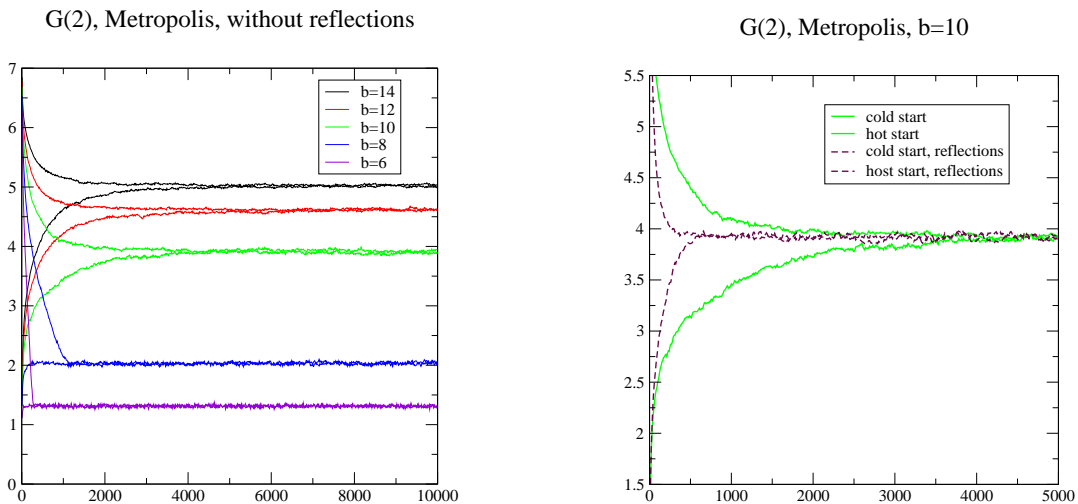 G(2), Metropolis, without reflections
7
6
5
4
3
2
1
0
0 2000 4000 6000 8000 10000
b=14
b=12
b=10
b=8
b=6
G(2), Metropolis, b=10
5.5
5
4.5
4
3.5
3
2.5
2
1.5
0 1000 2000 3000 4000 5000
cold start
hot start
cold start, reflections
host start, reflections